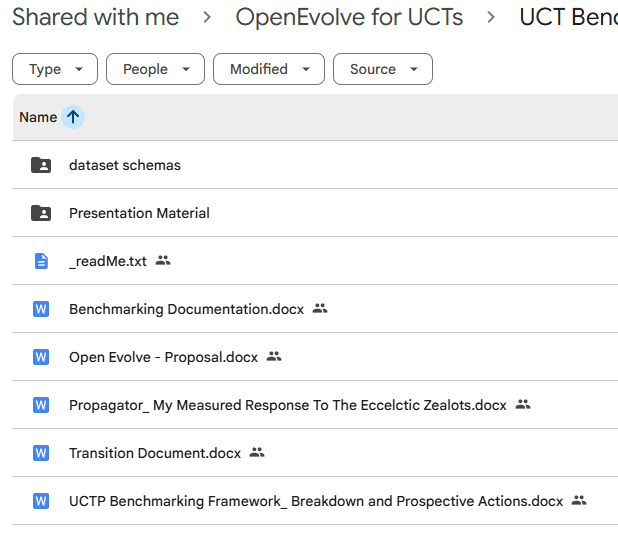 Shared with me > OpenEvolve for UCTs > UCT Benc
Type People Modified Source
Name
dataset schemas
Presentation Material
_readMe.txt
W Benchmarking Documentation.docx
W Open Evolve - Proposal.docx
W Propagator_ My Measured Response To The Eccelctic Zealots.docx
W Transition Document.docx
W UCTP Benchmarking Framework_ Breakdown and Prospective Actions.docx